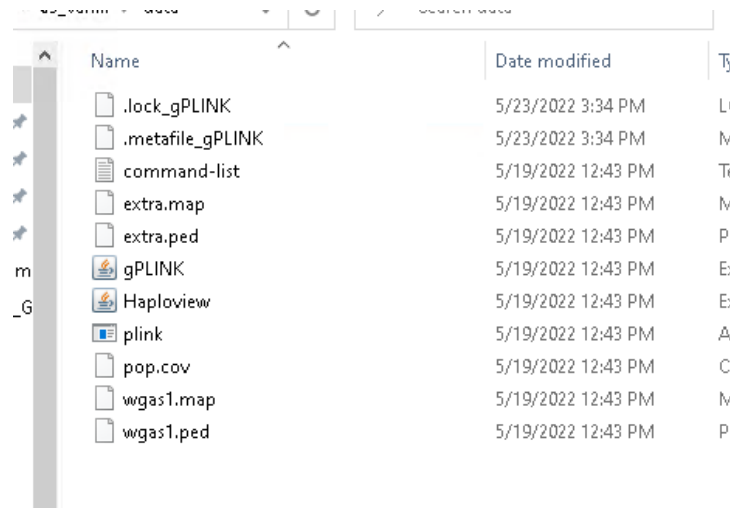 Name Date modified
.lock_gPLINK 5/23/2022 3:34 PM
.metafile_gPLINK 5/23/2022 3:34 PM
command-list 5/19/2022 12:43 PM
extra.map 5/19/2022 12:43 PM
extra.ped 5/19/2022 12:43 PM
m gPLINK 5/19/2022 12:43 PM
_G Haploview 5/19/2022 12:43 PM
plink 5/19/2022 12:43 PM
pop.cov 5/19/2022 12:43 PM
wgas1.map 5/19/2022 12:43 PM
wgas1.ped 5/19/2022 12:43 PM